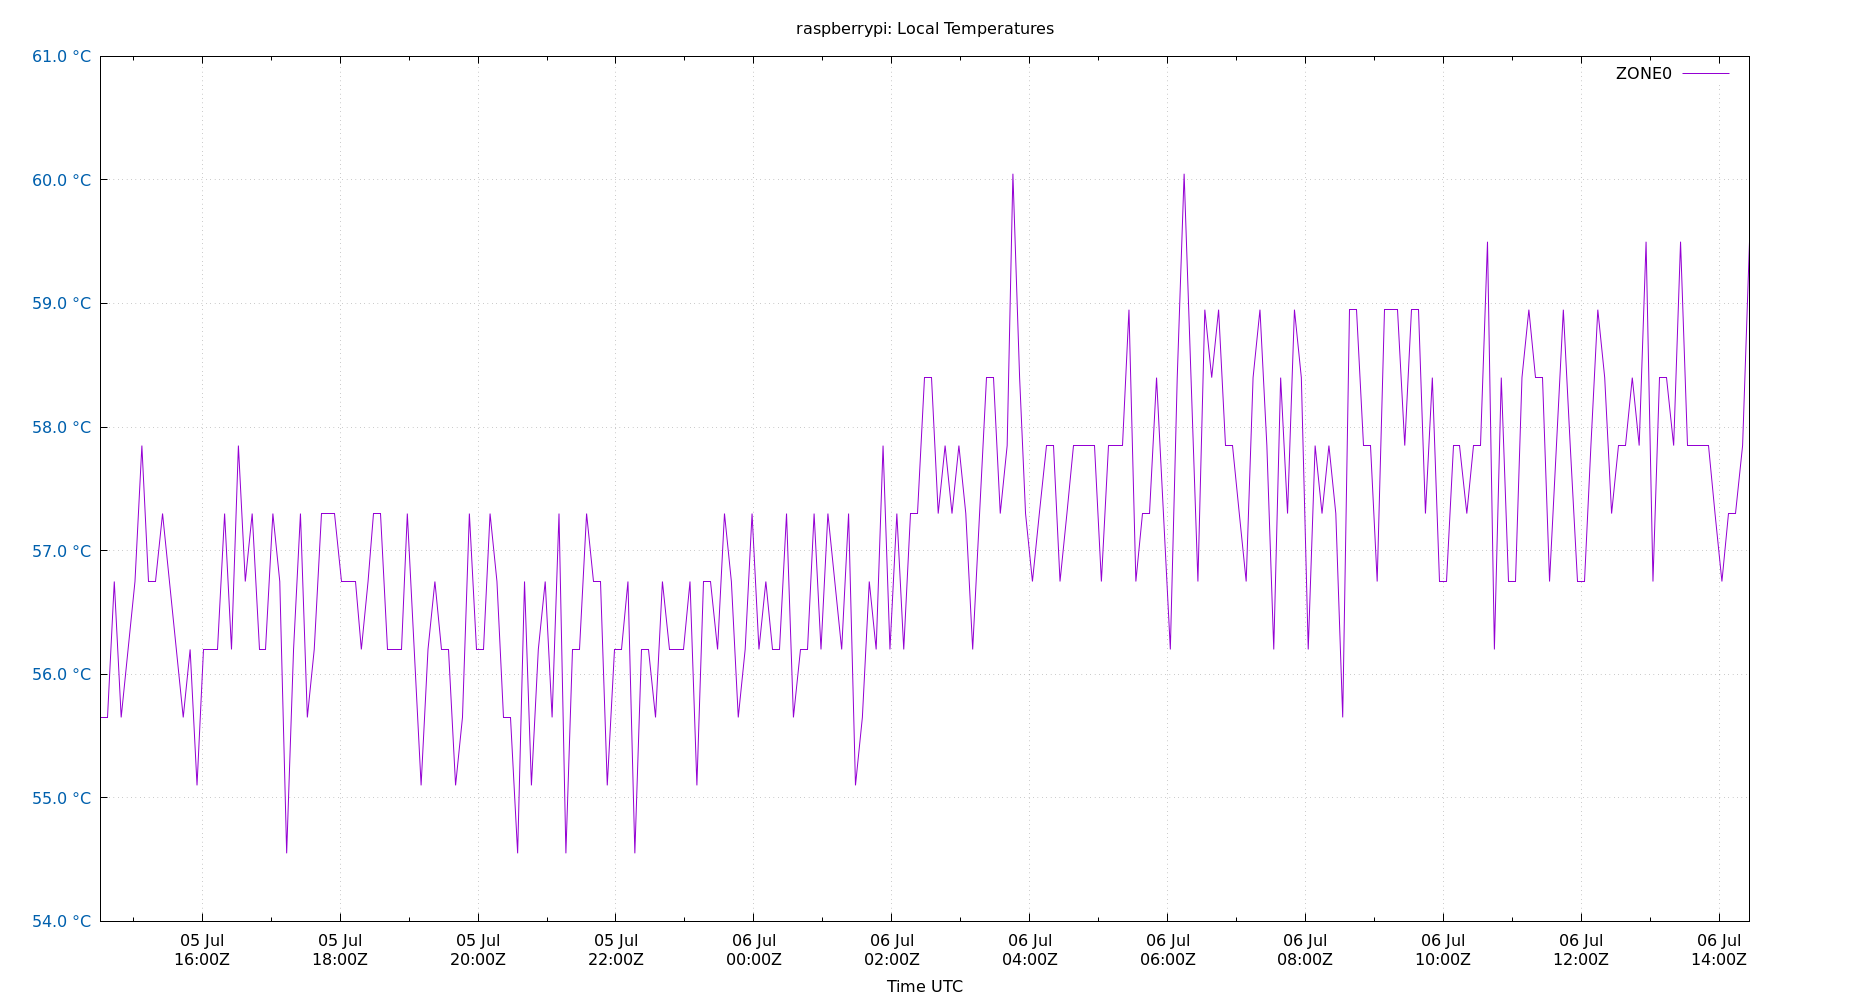 raspberrypi: Local Temperatures
61.0 °C
ZONE0
60.0 °C
59.0 °C
58.0 °C
57.0 °C
56.0 °C
55.0 °C
54.0 °C
05 Jul 05 Jul 05 Jul 05 Jul 06 Jul 06 Jul 06 Jul 06 Jul 06 Jul 06 Jul 06 Jul 06 Jul
16:00Z 18:00Z 20:00Z 22:00Z 00:00Z 02:00Z 04:00Z 06:00Z 08:00Z 10:00Z 12:00Z 14:00Z
Time UTC